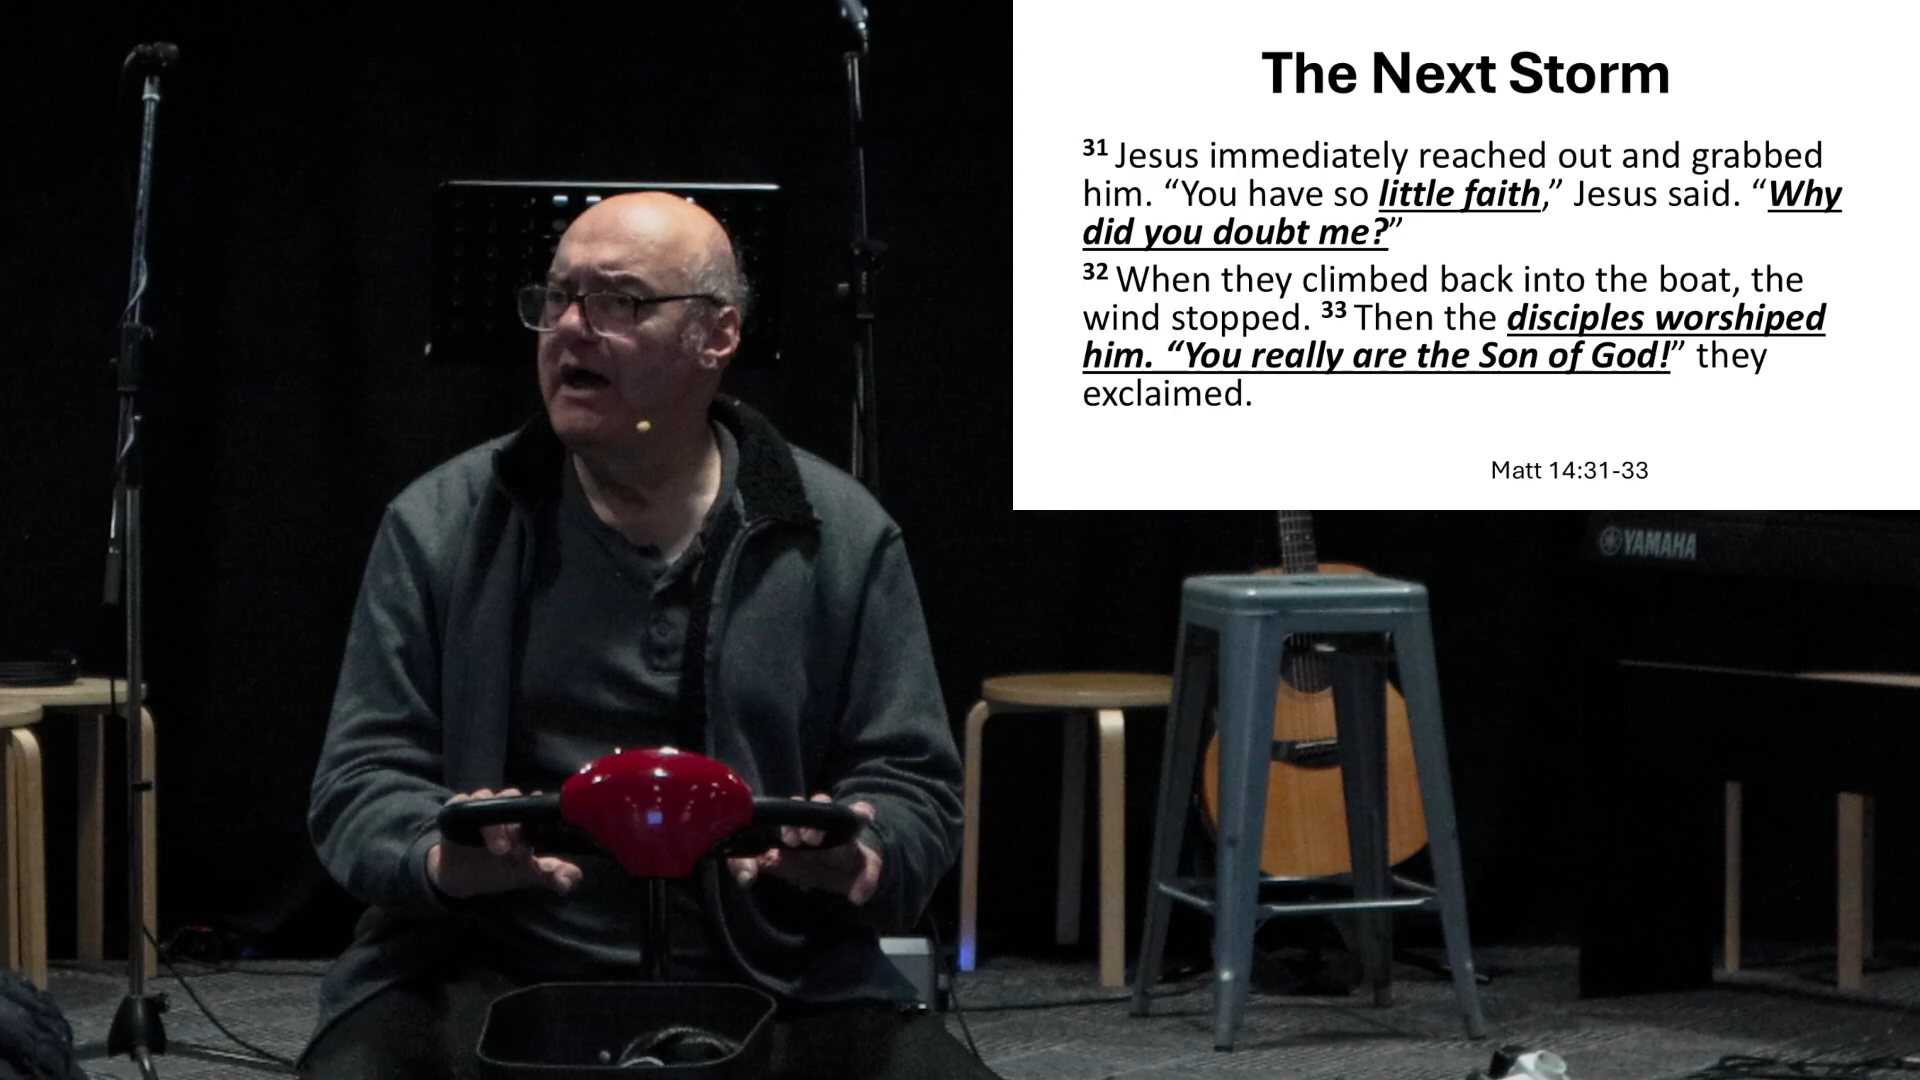 The Next Storm
31 Jesus immediately reached out and grabbed
him. “You have so little faith,” Jesus said. “Why
did you doubt me?”
32 When they climbed back into the boat, the
wind stopped. 33 Then the disciples worshiped
him. “You really are the Son of God!” they
exclaimed.
Matt 14:31-33
YAMAHA